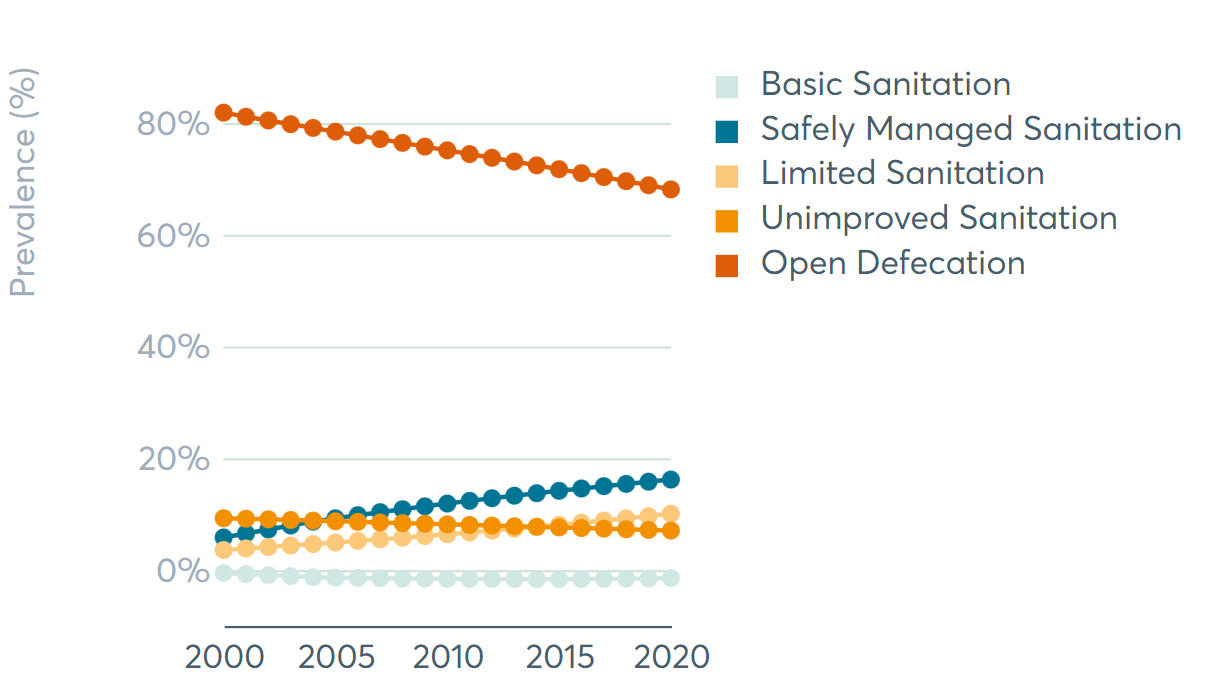 Prevalence (%)
80%
60%
40%
20%
0%
2000 2005 2010 2015 2020
Basic Sanitation
Safely Managed Sanitation
Limited Sanitation
Unimproved Sanitation
Open Defecation